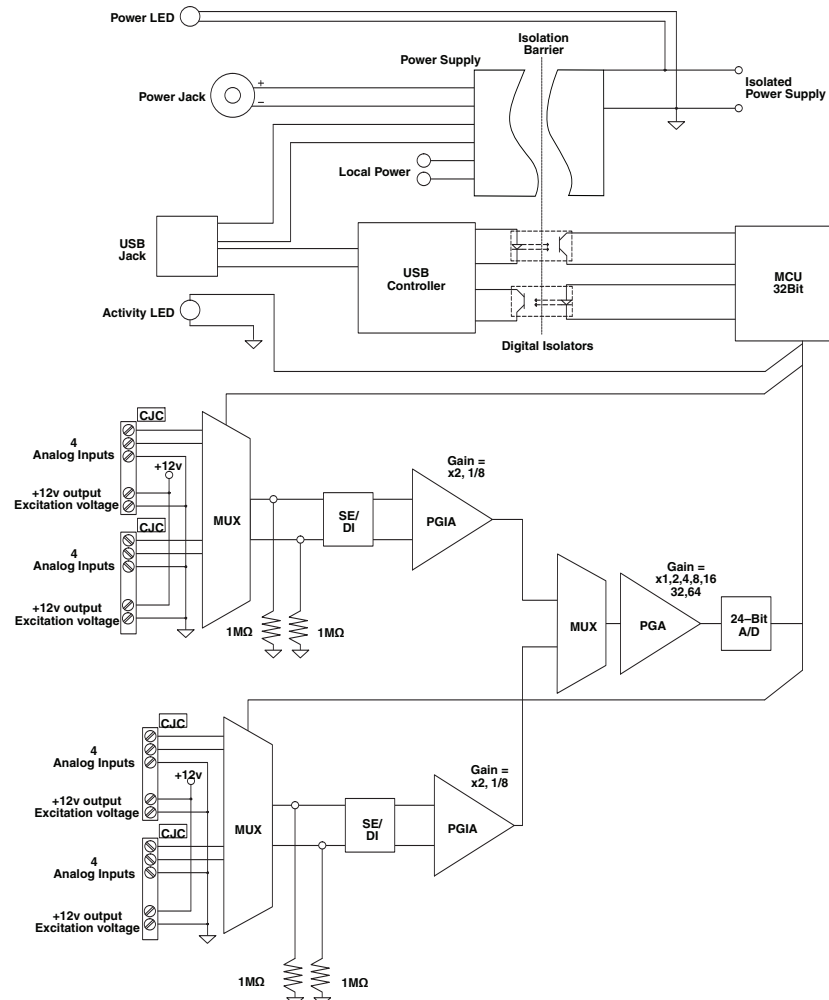 Power LED
Isolation
Barrier
Power Supply
Isolated
Power Supply
Power Jack
+
–
Local Power
USB
Jack
USB
Controller
MCU
32Bit
Activity LED
Digital Isolators
CJC
4
Analog Inputs
+12v
+12v output
Excitation voltage
CJC
4
Analog Inputs
+12v output
Excitation voltage
MUX
SE/
DI
Gain =
x2, 1/8
PGIA
1MΩ
1MΩ
MUX
Gain =
x1,2,4,8,16
32,64
PGA
24–Bit
A/D
CJC
4
Analog Inputs
+12v
+12v output
Excitation voltage
CJC
4
Analog Inputs
+12v output
Excitation voltage
MUX
SE/
DI
Gain =
x2, 1/8
PGIA
1MΩ
1MΩ